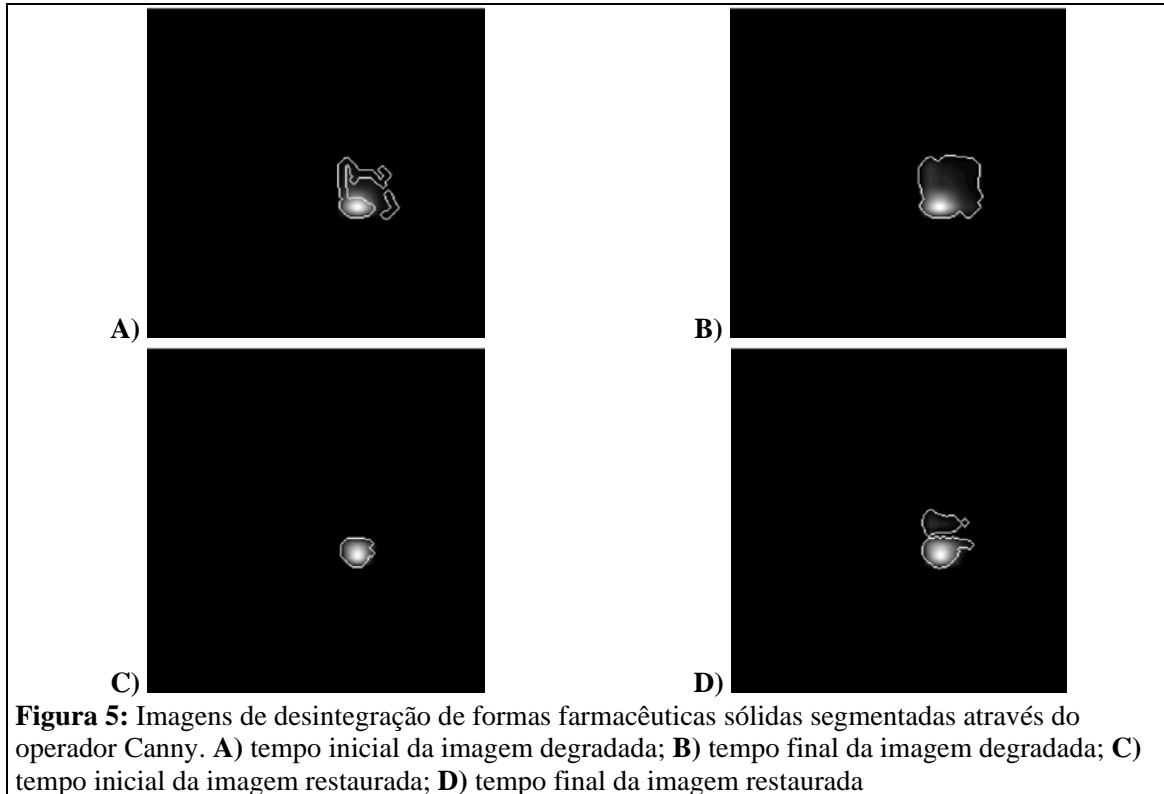 A)
B)
C)
D)
Figura 5: Imagens de desintegração de formas farmacêuticas sólidas segmentadas através do
operador Canny. A) tempo inicial da imagem degradada; B) tempo final da imagem degradada; C)
tempo inicial da imagem restaurada; D) tempo final da imagem restaurada